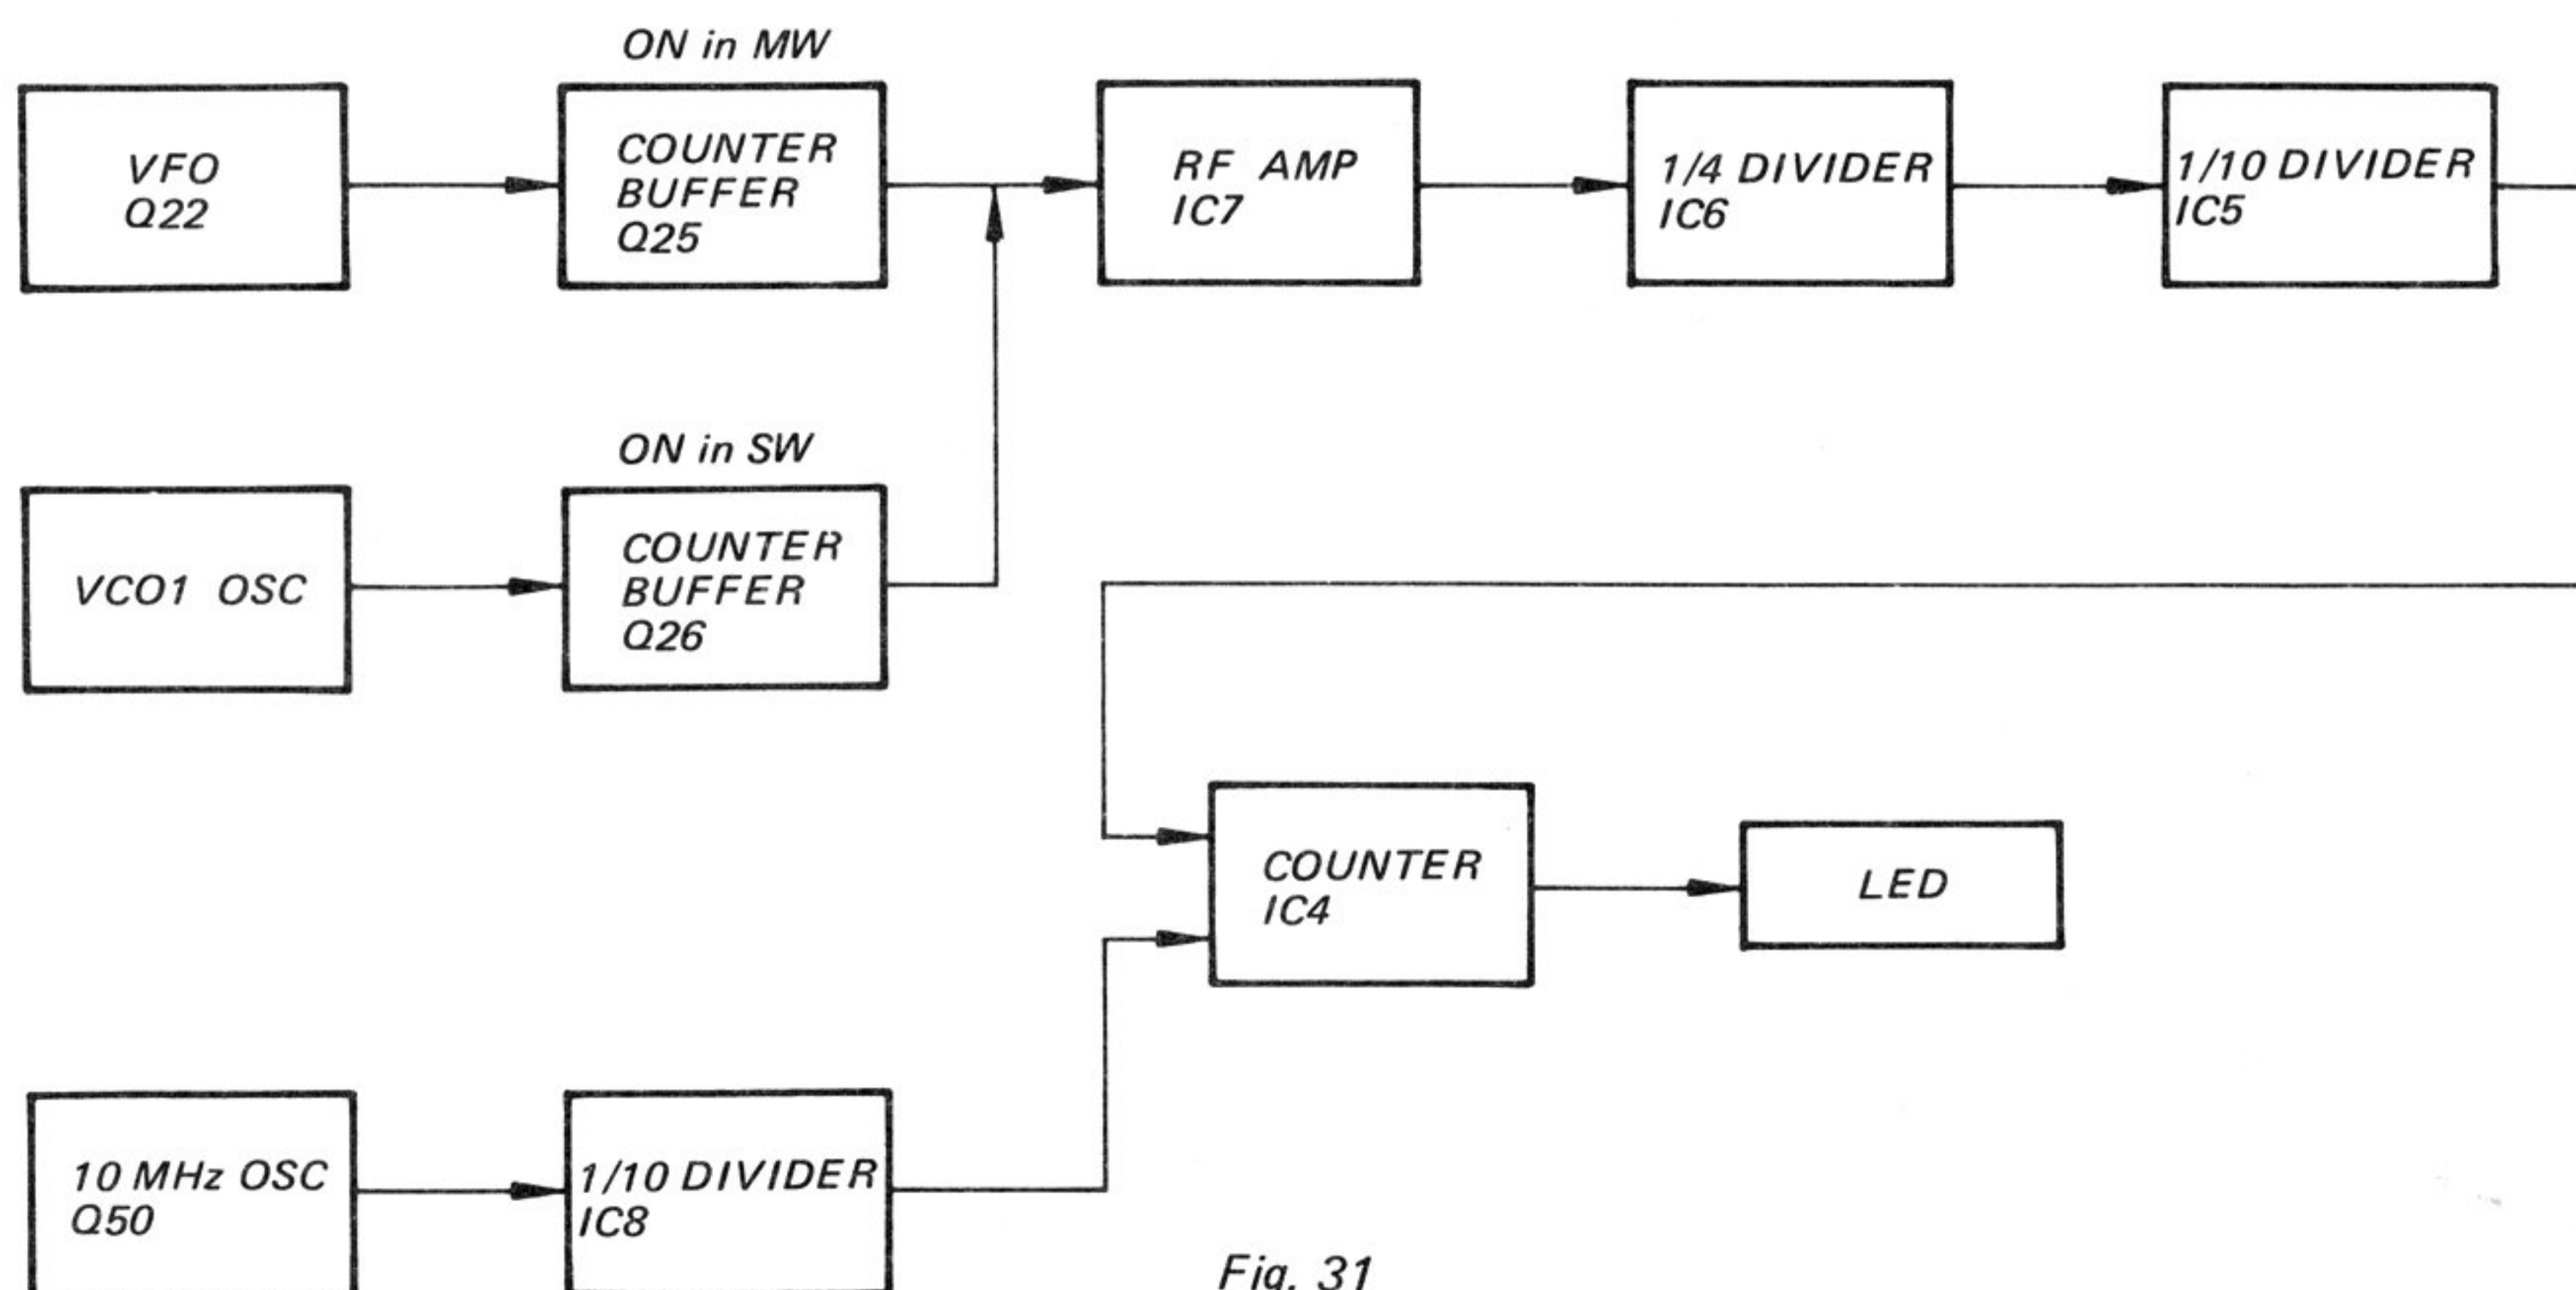 ON in MW
VFO
Q22
COUNTER
BUFFER
Q25
RF AMP
IC7
1/4 DIVIDER
IC6
1/10 DIVIDER
IC5
ON in SW
VCO1 OSC
COUNTER
BUFFER
Q26
COUNTER
IC4
LED
10 MHz OSC
Q50
1/10 DIVIDER
IC8
Fig. 31